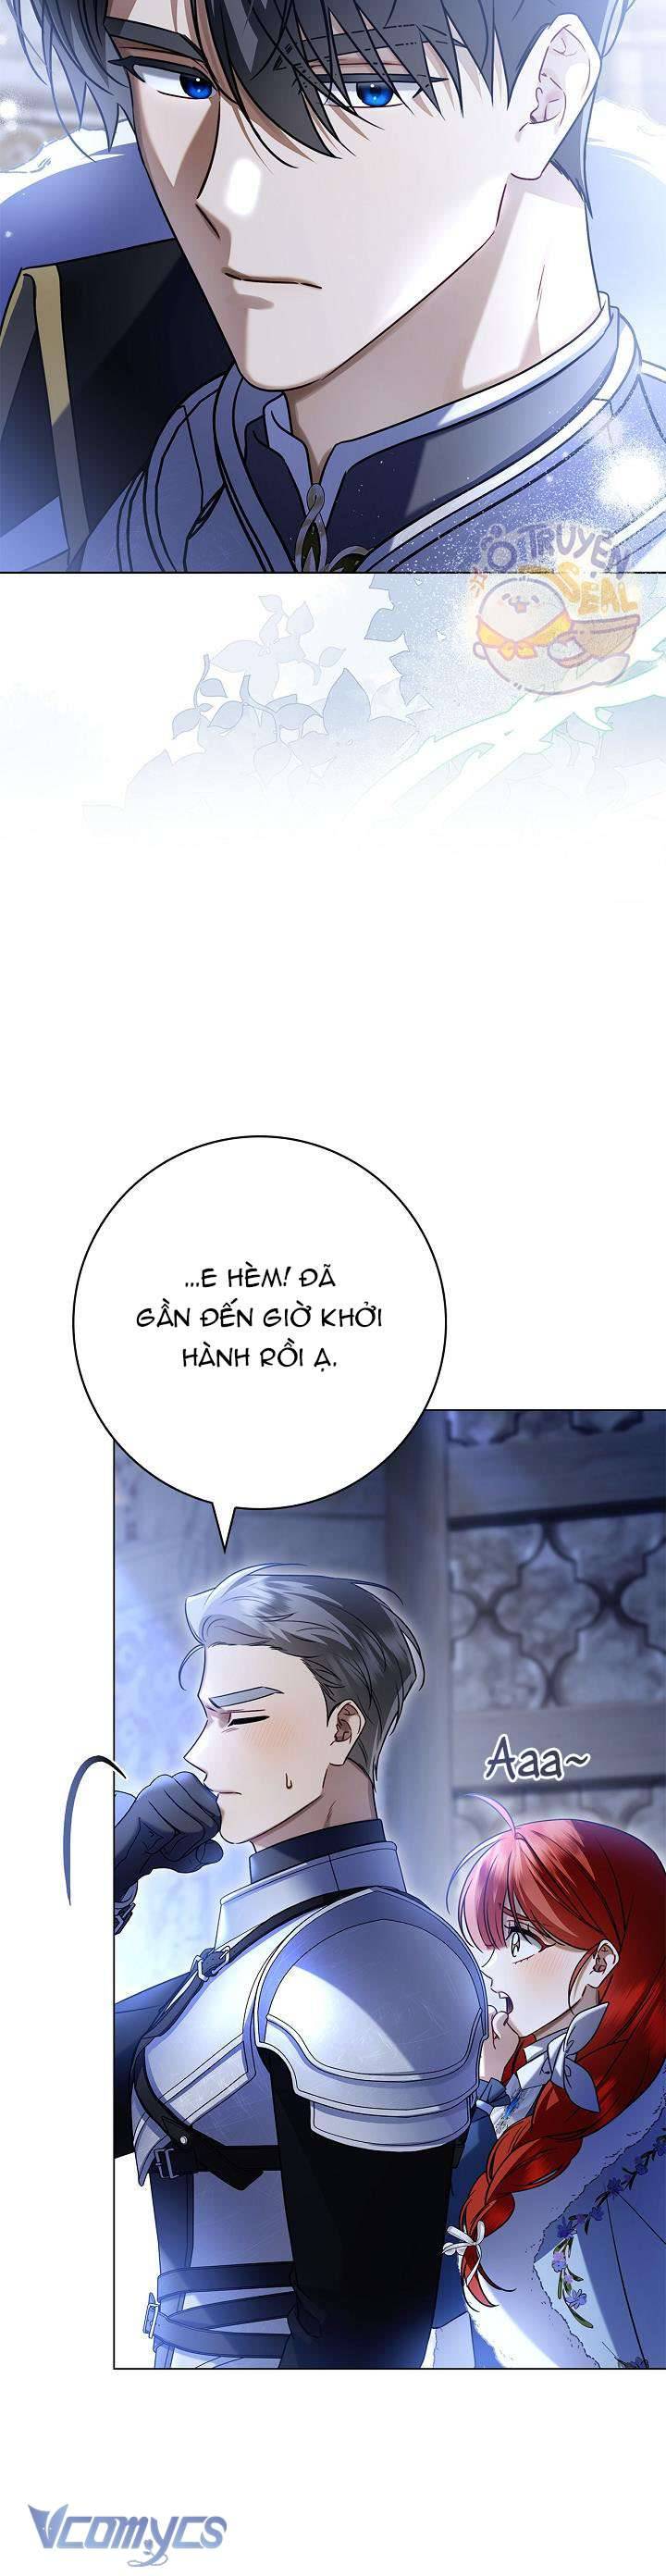 Ổ TRUYỆN
SEAL
...E HÈM! ĐÃ
GẦN ĐẾN GIỜ KHỞI
HÀNH RỒI Ạ.
Aaa~
VCOMYCS